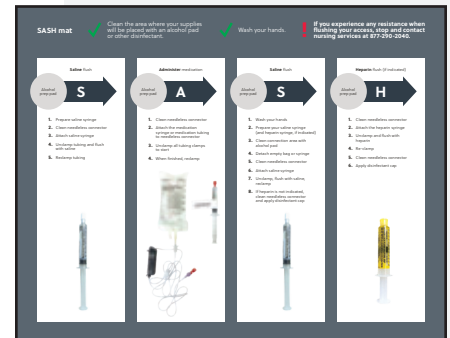 SASH mat
Clean the area where your supplies
will be placed with an alcohol pad
or other disinfectant.
Wash your hands.
If you experience any resistance when
flushing your access, stop and contact
nursing services at 877-290-2040.
Saline flush
Alcohol
prep pad
S
1. Prepare saline syringe
2. Clean needleless connector
3. Attach saline syringe
4. Unclamp tubing and flush
with saline
5. Reclamp tubing
Administer medication
Alcohol
prep pad
A
1. Clean needleless connector
2. Attach the medication
syringe or medication tubing
to needleless connector
3. Unclamp all tubing clamps
to start
4. When finished, reclamp
Saline flush
Alcohol
prep pad
S
1. Wash your hands
2. Prepare your saline syringe
(and heparin syringe, if indicated)
3. Clean connection area with
alcohol pad
4. Detach empty bag or syringe
5. Clean needleless connector
6. Attach saline syringe
7. Unclamp, flush with saline,
reclamp
8. If heparin is not indicated,
clean needleless connector
and apply disinfectant cap
Heparin flush (if indicated)
Alcohol
prep pad
H
1. Clean needleless connector
2. Attach the heparin syringe
3. Unclamp and flush with
heparin
4. Re-clamp
5. Clean needleless connector
6. Apply disinfectant cap